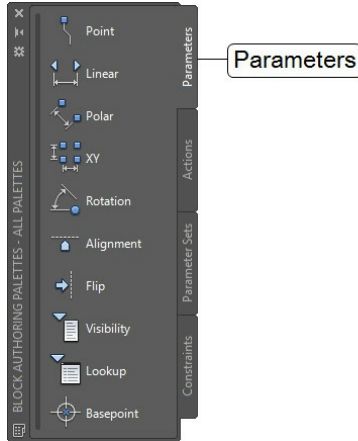 Point
Linear
Polar
XY
Rotation
Alignment
Flip
Visibility
Lookup
Basepoint
Parameters
Actions
Parameter Sets
Constraints
BLOCK AUTHORING PALETTES - ALL PALETTES
Parameters